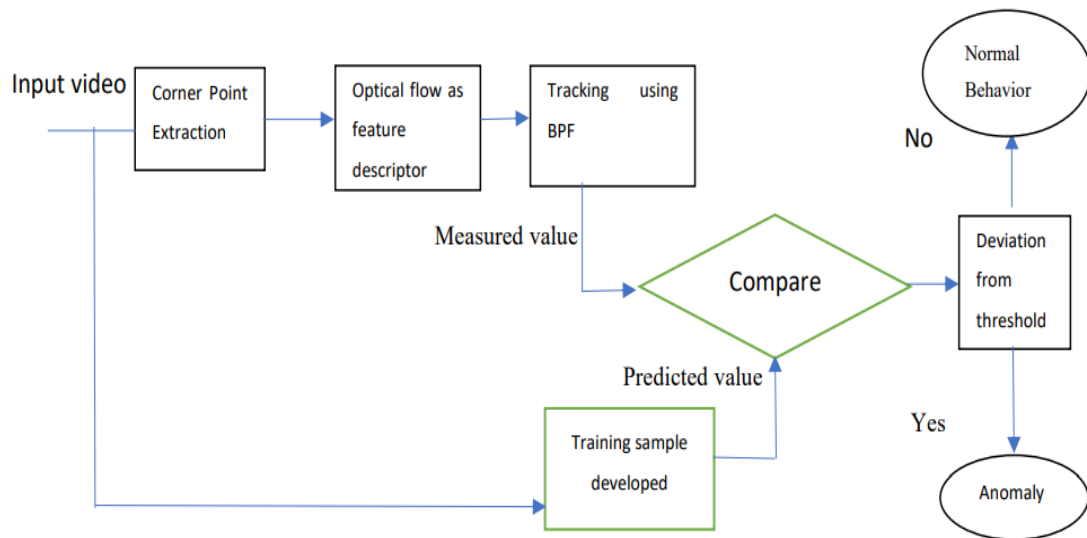 Input video
Corner Point
Extraction
Optical flow as
feature
descriptor
Tracking using
BPF
Normal
Behavior
No
Measured value
Compare
Deviation
from
threshold
Predicted value
Training sample
developed
Yes
Anomaly